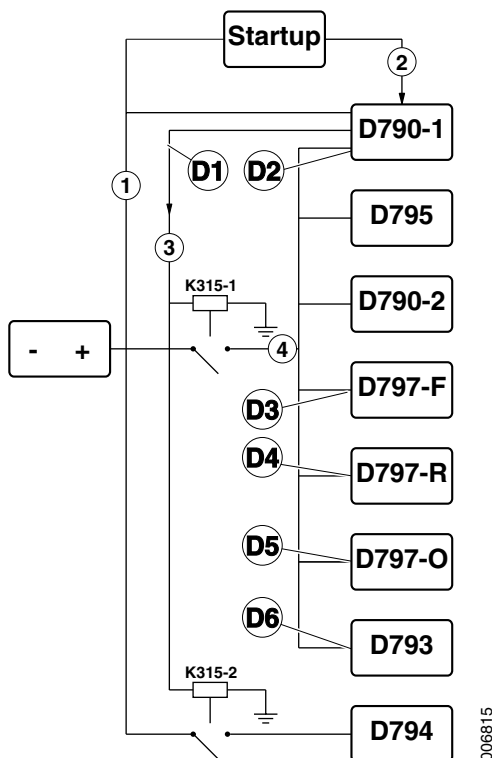 Startup
2
D790-1
D1
D2
1
D795
3
K315-1
D790-2
- +
4
D797-F
D3
D4
D797-R
D5
D797-O
D6
D793
K315-2
D794
006815